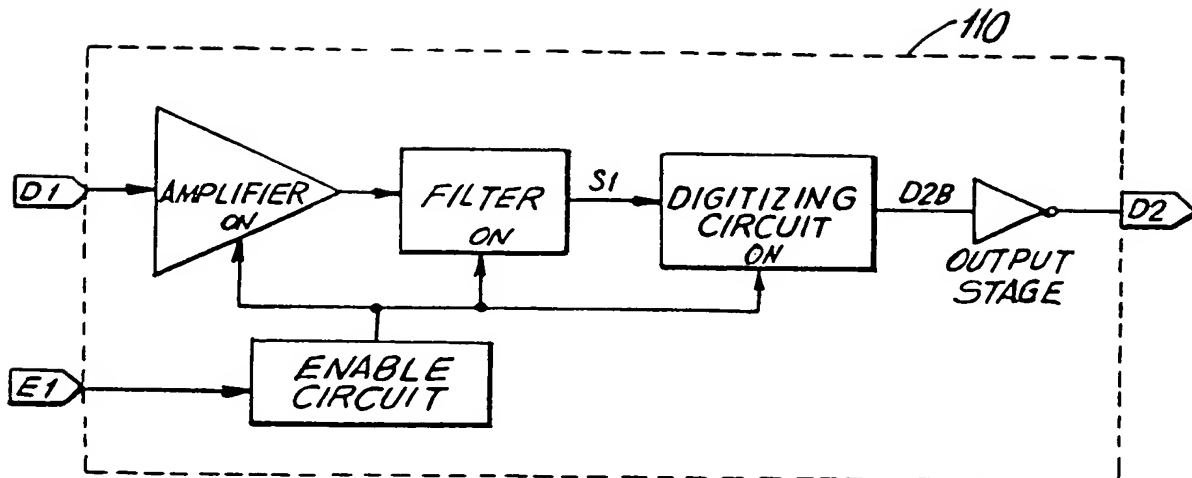 110
D1
AMPLIFIER
ON
FILTER
ON
S1
DIGITIZING
CIRCUIT
ON
D2B
OUTPUT
STAGE
D2
E1
ENABLE
CIRCUIT